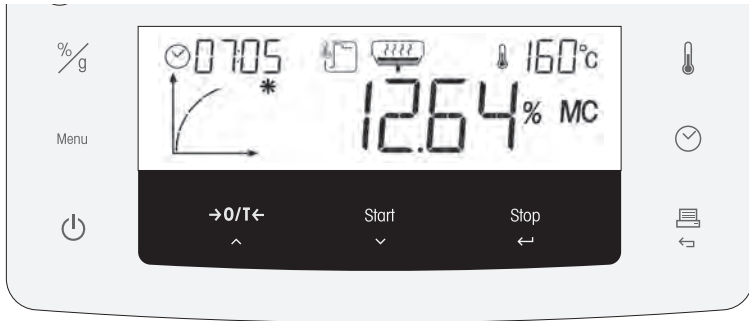 %/g
07:05
160°C
*
12.64% MC
Menu
→0/T← Start Stop